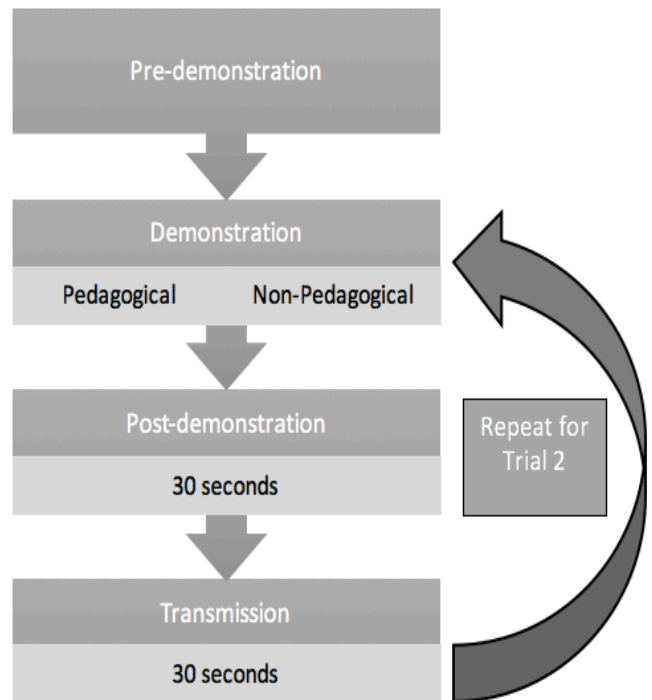 Pre-demonstration
Demonstration
Pedagogical Non-Pedagogical
Post-demonstration
30 seconds
Repeat for
Trial 2
Transmission
30 seconds